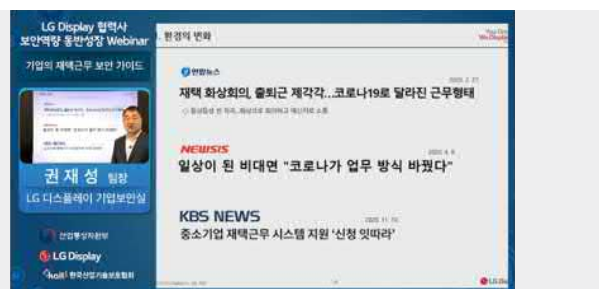 LG Display 협력사
보안역량 동반성장 Webinar
기업의 재택근무 보안 가이드
권재성 팀장
LG 디스플레이 기업보안실
산업통상자원부
LG Display
한국산업기술보호협회
1. 환경의 변화
연합뉴스
재택 화상회의, 출퇴근 제각각...코로나19로 달라진 근무형태
NEWSIS
일상이 된 비대면 "코로나가 업무 방식 바꿨다"
KBS NEWS
중소기업 재택근무 시스템 지원 ‘신청 잇따라’